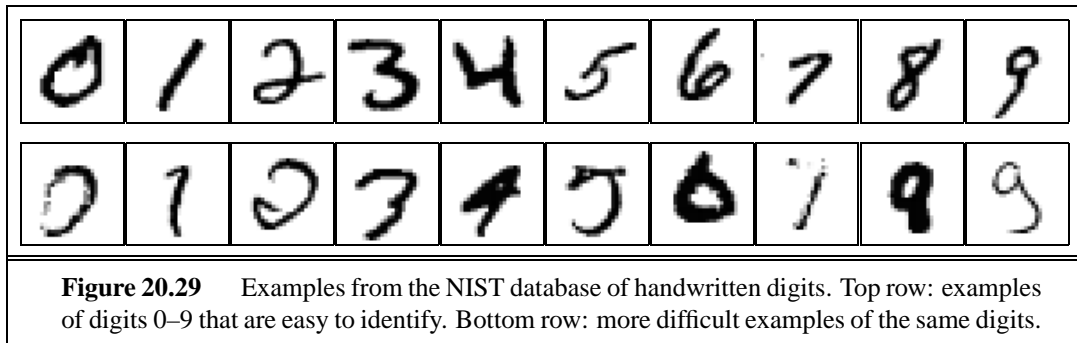 0 1 2 3 4 5 6 7 8 9
0 1 2 3 4 5 6 7 8 9
Figure 20.29 Examples from the NIST database of handwritten digits. Top row: examples
of digits 0–9 that are easy to identify. Bottom row: more difficult examples of the same digits.